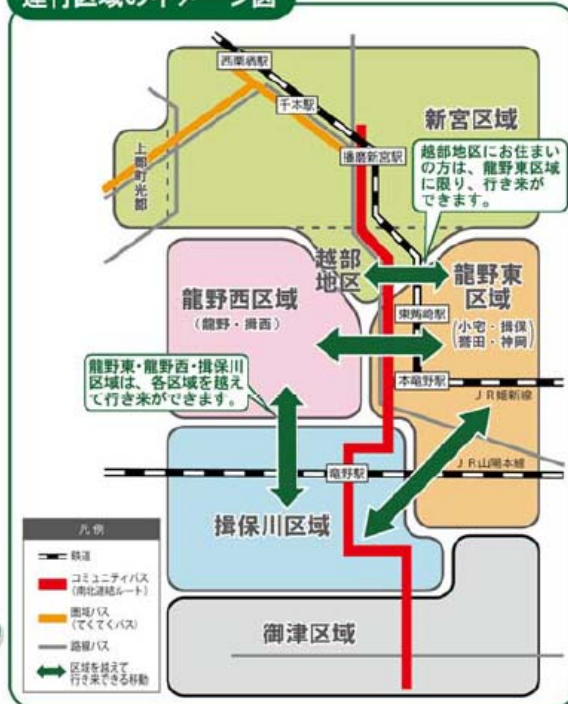 運行区域のイメージ図
西栗栖駅
千本駅
新宮区域
播磨新宮駅
上郡町光都
越部地区にお住まい
の方は、龍野東区域
に限り、行き来が
できます。
越部
地区
龍野東
区域
(小宅・揖保
誉田・神岡)
龍野西区域
(龍野・揖西)
東觜崎駅
本竜野駅
JR姫新線
龍野東・龍野西・揖保川
区域は、各区域を越え
て行き来ができます。
JR山陽本線
竜野駅
揖保川区域
御津区域
凡例
鉄道
コミュニティバス
(南北連結ルート)
圏域バス
(てくてくバス)
路線バス
区域を越えて
行き来できる移動